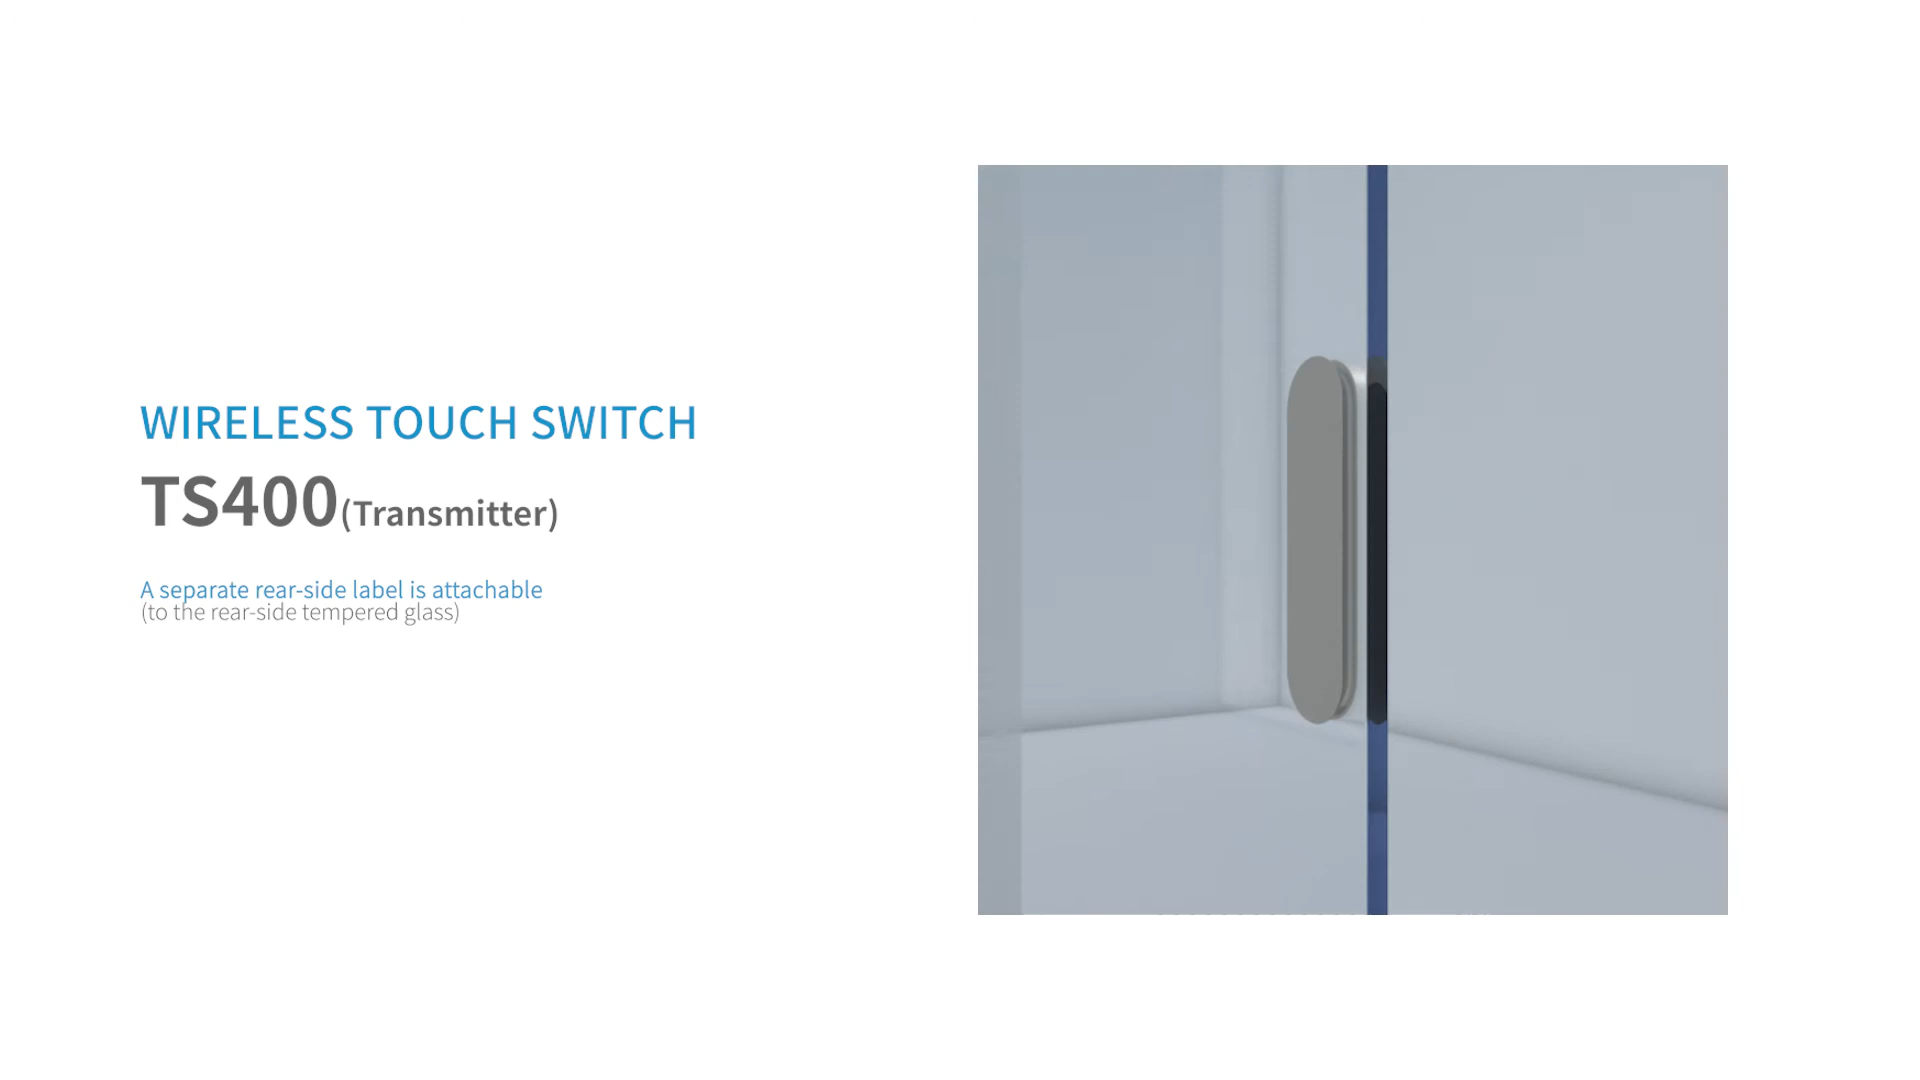 WIRELESS TOUCH SWITCH
TS400(Transmitter)
A separate rear-side label is attachable
(to the rear-side tempered glass)